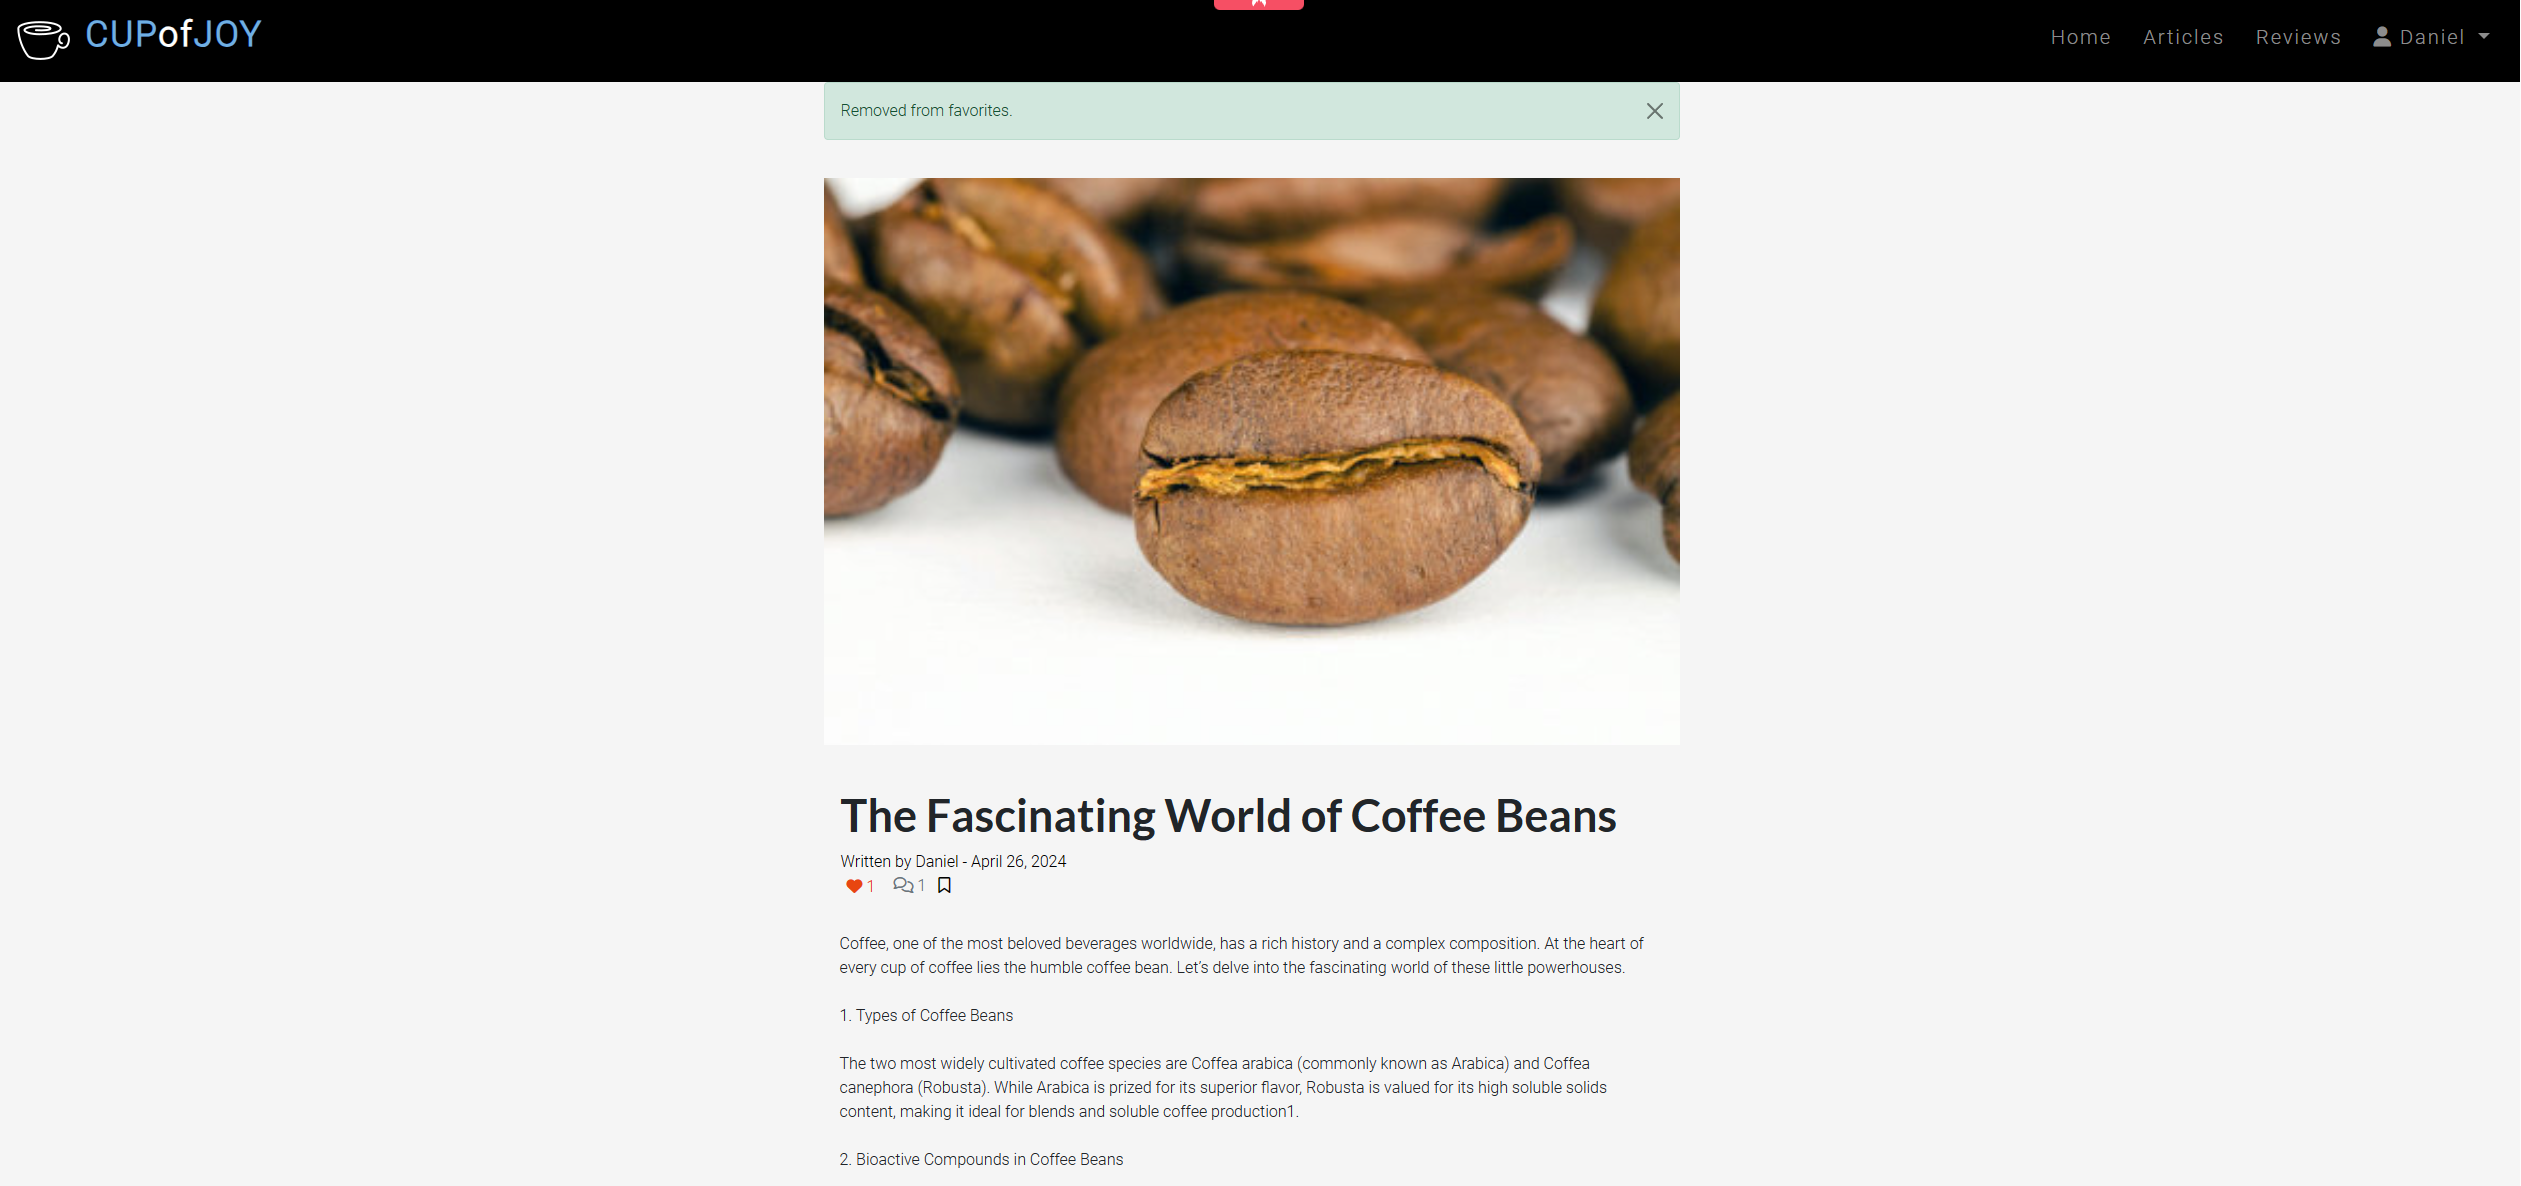 CUPofJOY
Home Articles Reviews Daniel
Removed from favorites.
The Fascinating World of Coffee Beans
Written by Daniel - April 26, 2024
1 1
Coffee, one of the most beloved beverages worldwide, has a rich history and a complex composition. At the heart of
every cup of coffee lies the humble coffee bean. Let's delve into the fascinating world of these little powerhouses.
1. Types of Coffee Beans
The two most widely cultivated coffee species are Coffea arabica (commonly known as Arabica) and Coffea
canephora (Robusta). While Arabica is prized for its superior flavor, Robusta is valued for its high soluble solids
content, making it ideal for blends and soluble coffee production1.
2. Bioactive Compounds in Coffee Beans